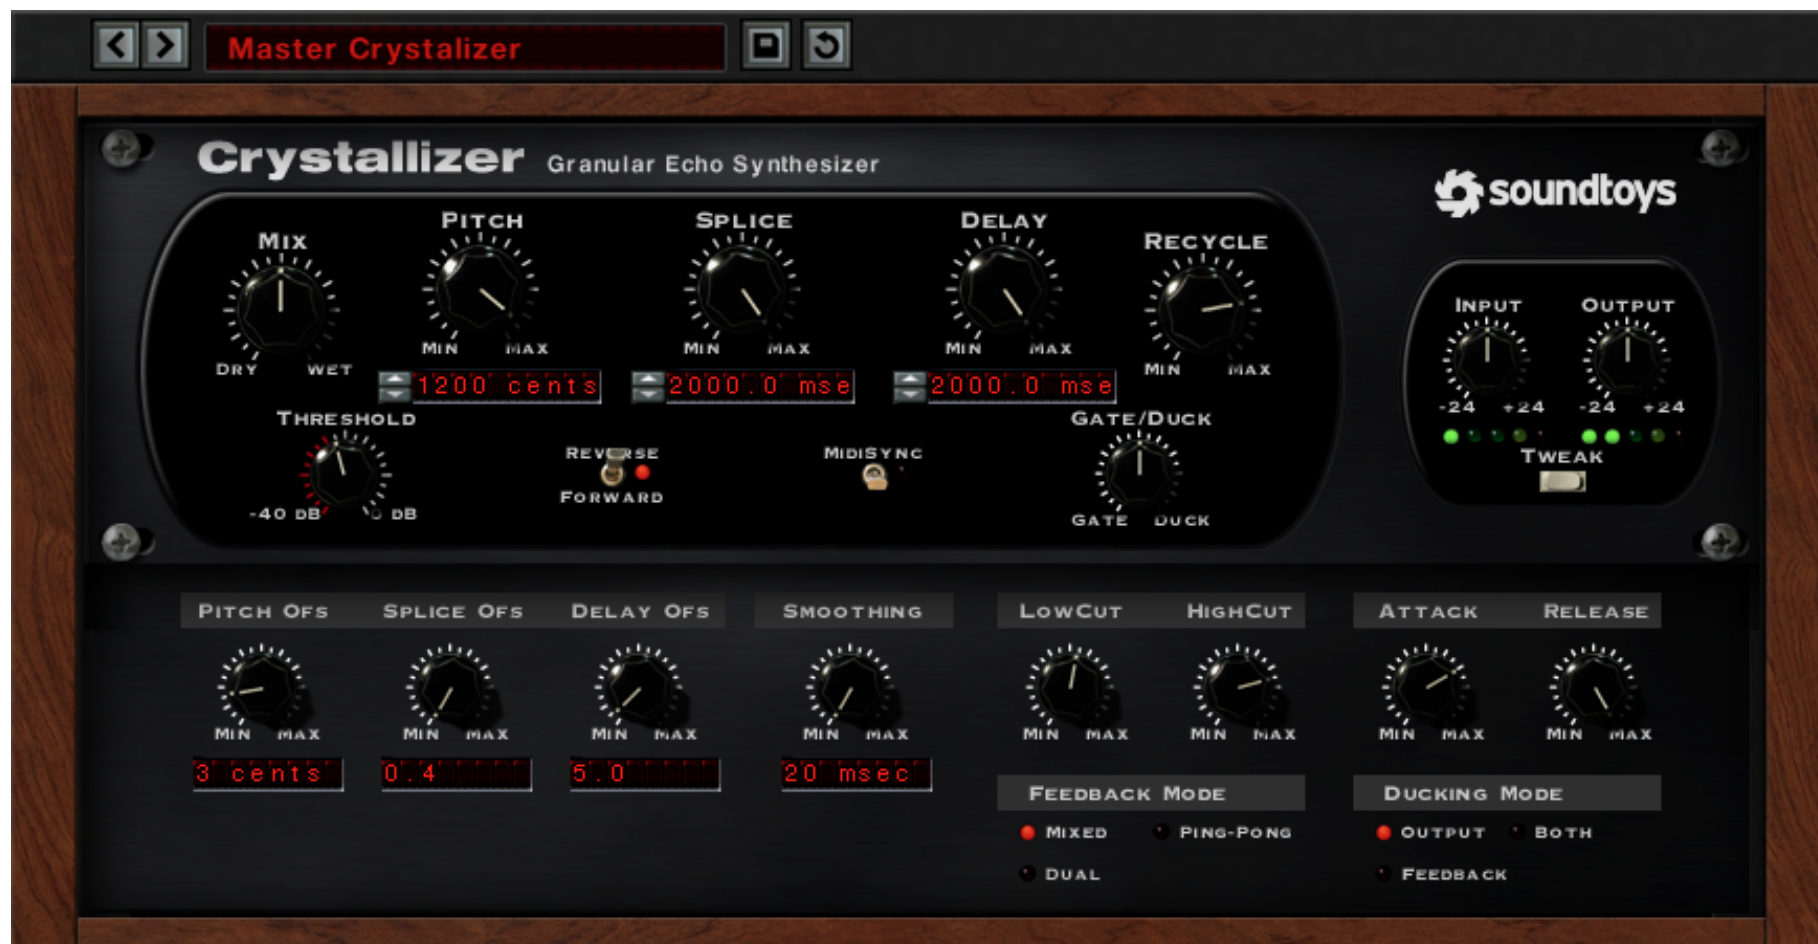 Master Crystalizer
Crystallizer Granular Echo Synthesizer
soundtoys
MIX
PITCH
SPLICE
DELAY
RECYCLE
DRY WET
MIN MAX
MIN MAX
MIN MAX
MIN MAX
1200 cents
2000.0 mse
2000.0 mse
THRESHOLD
-40 dB 0 dB
REVERSE
FORWARD
MIDISYNC
GATE/DUCK
GATE DUCK
INPUT OUTPUT
-24 +24 -24 +24
TWEAK
PITCH OFS SPLICE OFS DELAY OFS SMOOTHING LOWCUT HIGHCUT ATTACK RELEASE
MIN MAX MIN MAX MIN MAX MIN MAX MIN MAX MIN MAX MIN MAX MIN MAX
3 cents 0.4 5.0 20 msec
FEEDBACK MODE
MIXED PING-PONG
DUAL
DUCKING MODE
OUTPUT BOTH
FEEDBACK